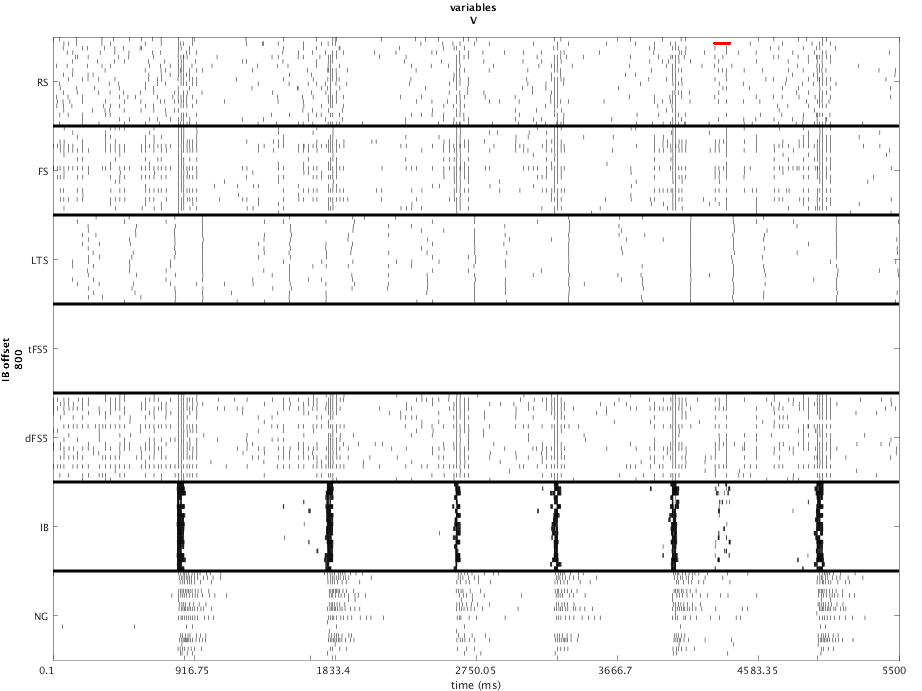 variables
V
RS
FS
LTS
tFS5
dFS5
IB
NG
IB offset
800
0.1 916.75 1833.4 2750.05 3666.7 4583.35 5500
time (ms)